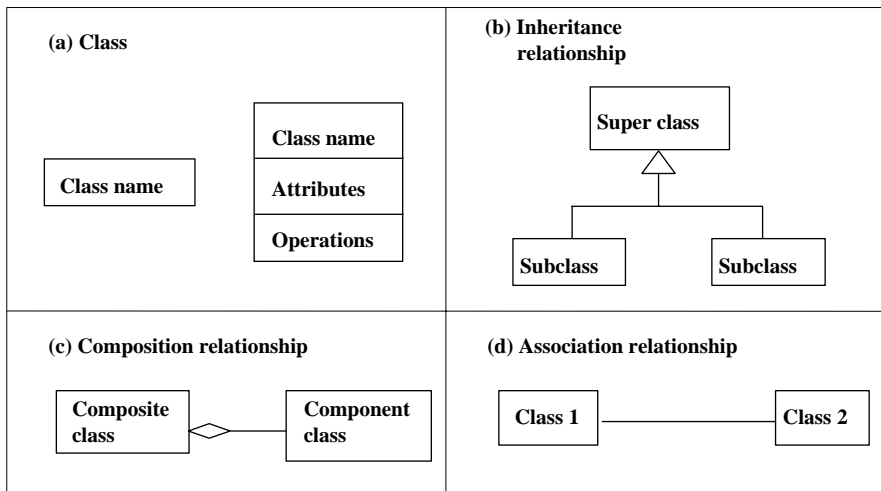 (a) Class
Class name
Class name
Attributes
Operations
(b) Inheritance
relationship
Super class
Subclass
Subclass
(c) Composition relationship
Composite
class
Component
class
(d) Association relationship
Class 1
Class 2